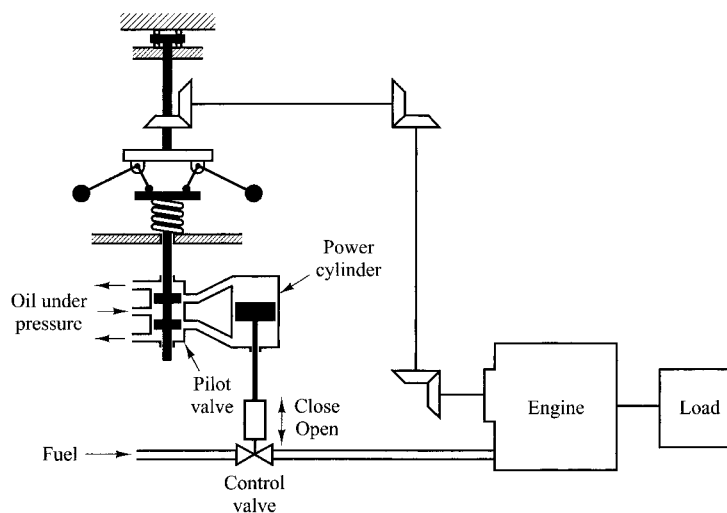 Power
cylinder
Oil under
pressure
Pilot
valve
Close
Open
Engine
Load
Fuel
Control
valve